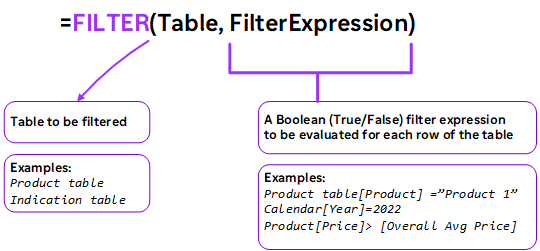 =FILTER(Table, FilterExpression)
Table to be filtered
Examples:
Product table
Indication table
A Boolean (True/False) filter expression
to be evaluated for each row of the table
Examples:
Product table[Product] =”Product 1”
Calendar[Year]=2022
Product[Price]> [Overall Avg Price]